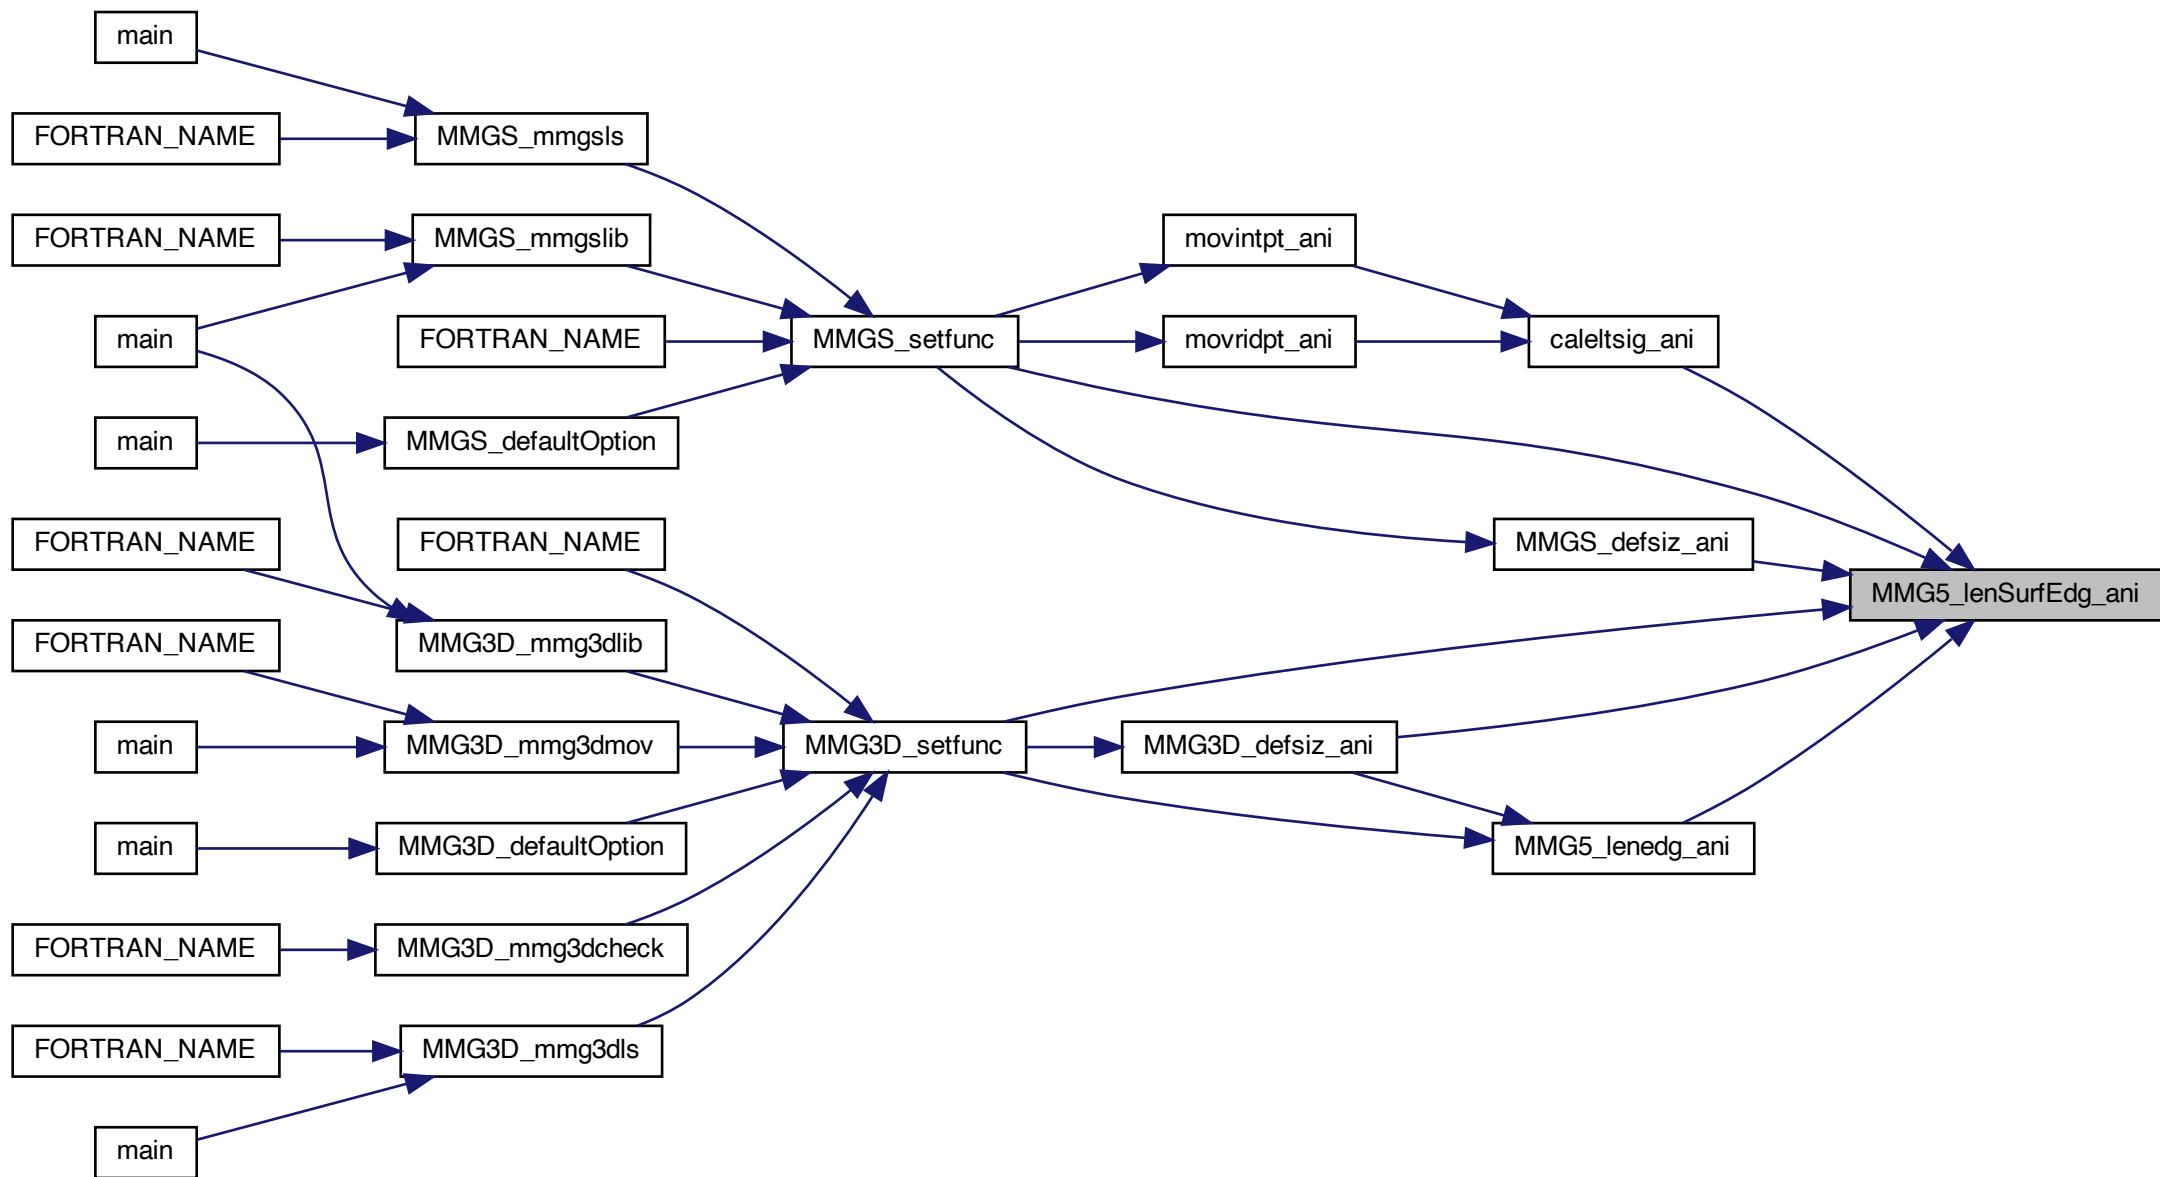 main
FORTRAN_NAME
MMGS_mmgsls
FORTRAN_NAME
MMGS_mmgslib
movintpt_ani
main
FORTRAN_NAME
MMGS_setfunc
movridpt_ani
caleltsig_ani
main
MMGS_defaultOption
FORTRAN_NAME
FORTRAN_NAME
MMGS_defsiz_ani
MMG5_lenSurfEdg_ani
FORTRAN_NAME
MMG3D_mmg3dlib
main
MMG3D_mmg3dmov
MMG3D_setfunc
MMG3D_defsiz_ani
main
MMG3D_defaultOption
MMG5_lenedg_ani
FORTRAN_NAME
MMG3D_mmg3dcheck
FORTRAN_NAME
MMG3D_mmg3dls
main